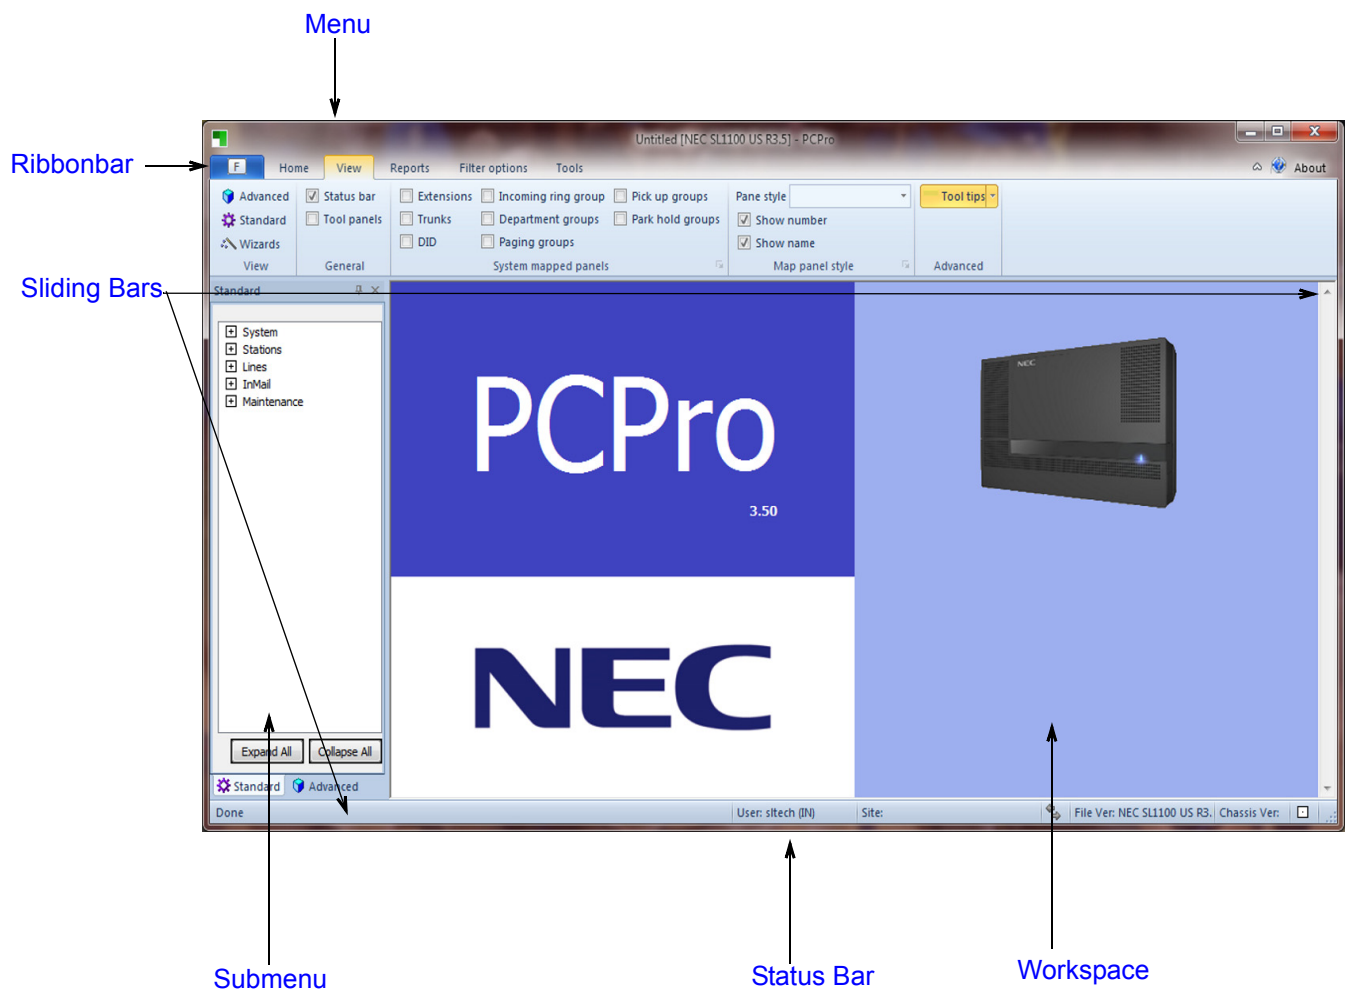 Menu
Untitled [NEC SL1100 US R3.5] - PCPro
Ribbonbar
F Home View Reports Filter options Tools About
Advanced Status bar Extensions Incoming ring group Pick up groups Pane style Tool tips
Standard Tool panels Trunks Department groups Park hold groups Show number
Wizards DID Paging groups Show name
View General System mapped panels Map panel style Advanced
Sliding Bars
Standard
System
Stations
Lines
InMail
Maintenance
NEC
PCPro
3.50
NEC
Expand All Collapse All
Standard Advanced
Done User: sltech (IN) Site: File Ver: NEC SL1100 US R3. Chassis Ver:
Submenu
Status Bar
Workspace